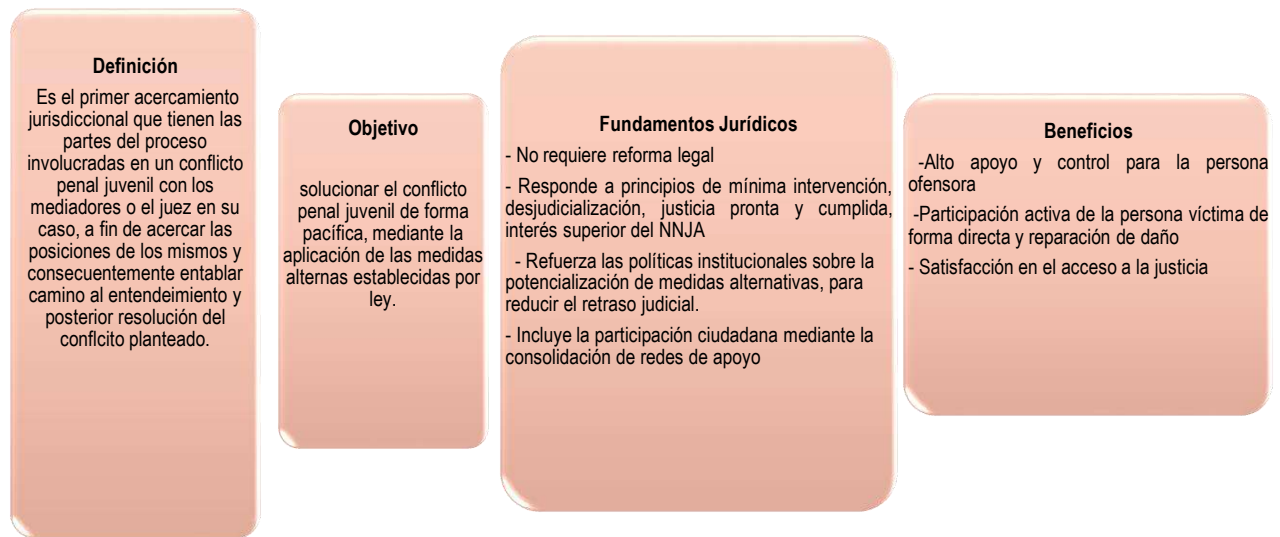 Definición
Es el primer acercamiento
jurisdiccional que tienen las
partes del proceso
involucradas en un conflicto
penal juvenil con los
mediadores o el juez en su
caso, a fin de acercar las
posiciones de los mismos y
consecuentemente entablar
camino al entendeimiento y
posterior resolución del
conflcito planteado.
Objetivo
solucionar el conflicto
penal juvenil de forma
pacífica, mediante la
aplicación de las medidas
alternas establecidas por
ley.
Fundamentos Jurídicos
- No requiere reforma legal
- Responde a principios de mínima intervención,
desjudicialización, justicia pronta y cumplida,
interés superior del NNJA
- Refuerza las políticas institucionales sobre la
potencialización de medidas alternativas, para
reducir el retraso judicial.
- Incluye la participación ciudadana mediante la
consolidación de redes de apoyo
Beneficios
-Alto apoyo y control para la persona
ofensora
-Participación activa de la persona víctima de
forma directa y reparación de daño
- Satisfacción en el acceso a la justicia